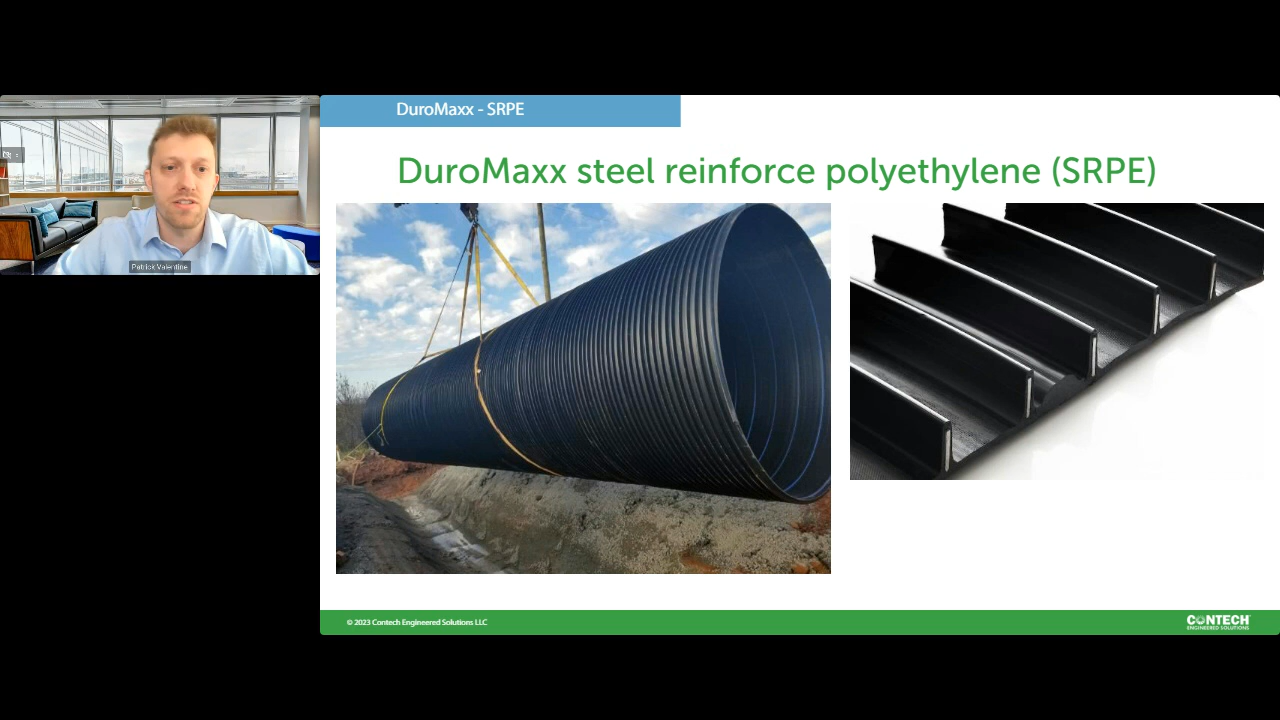 DuroMaxx - SRPE
DuroMaxx steel reinforce polyethylene (SRPE)
Patrick Valentine
© 2023 Contech Engineered Solutions LLC
CONTECH
ENGINEERED SOLUTIONS